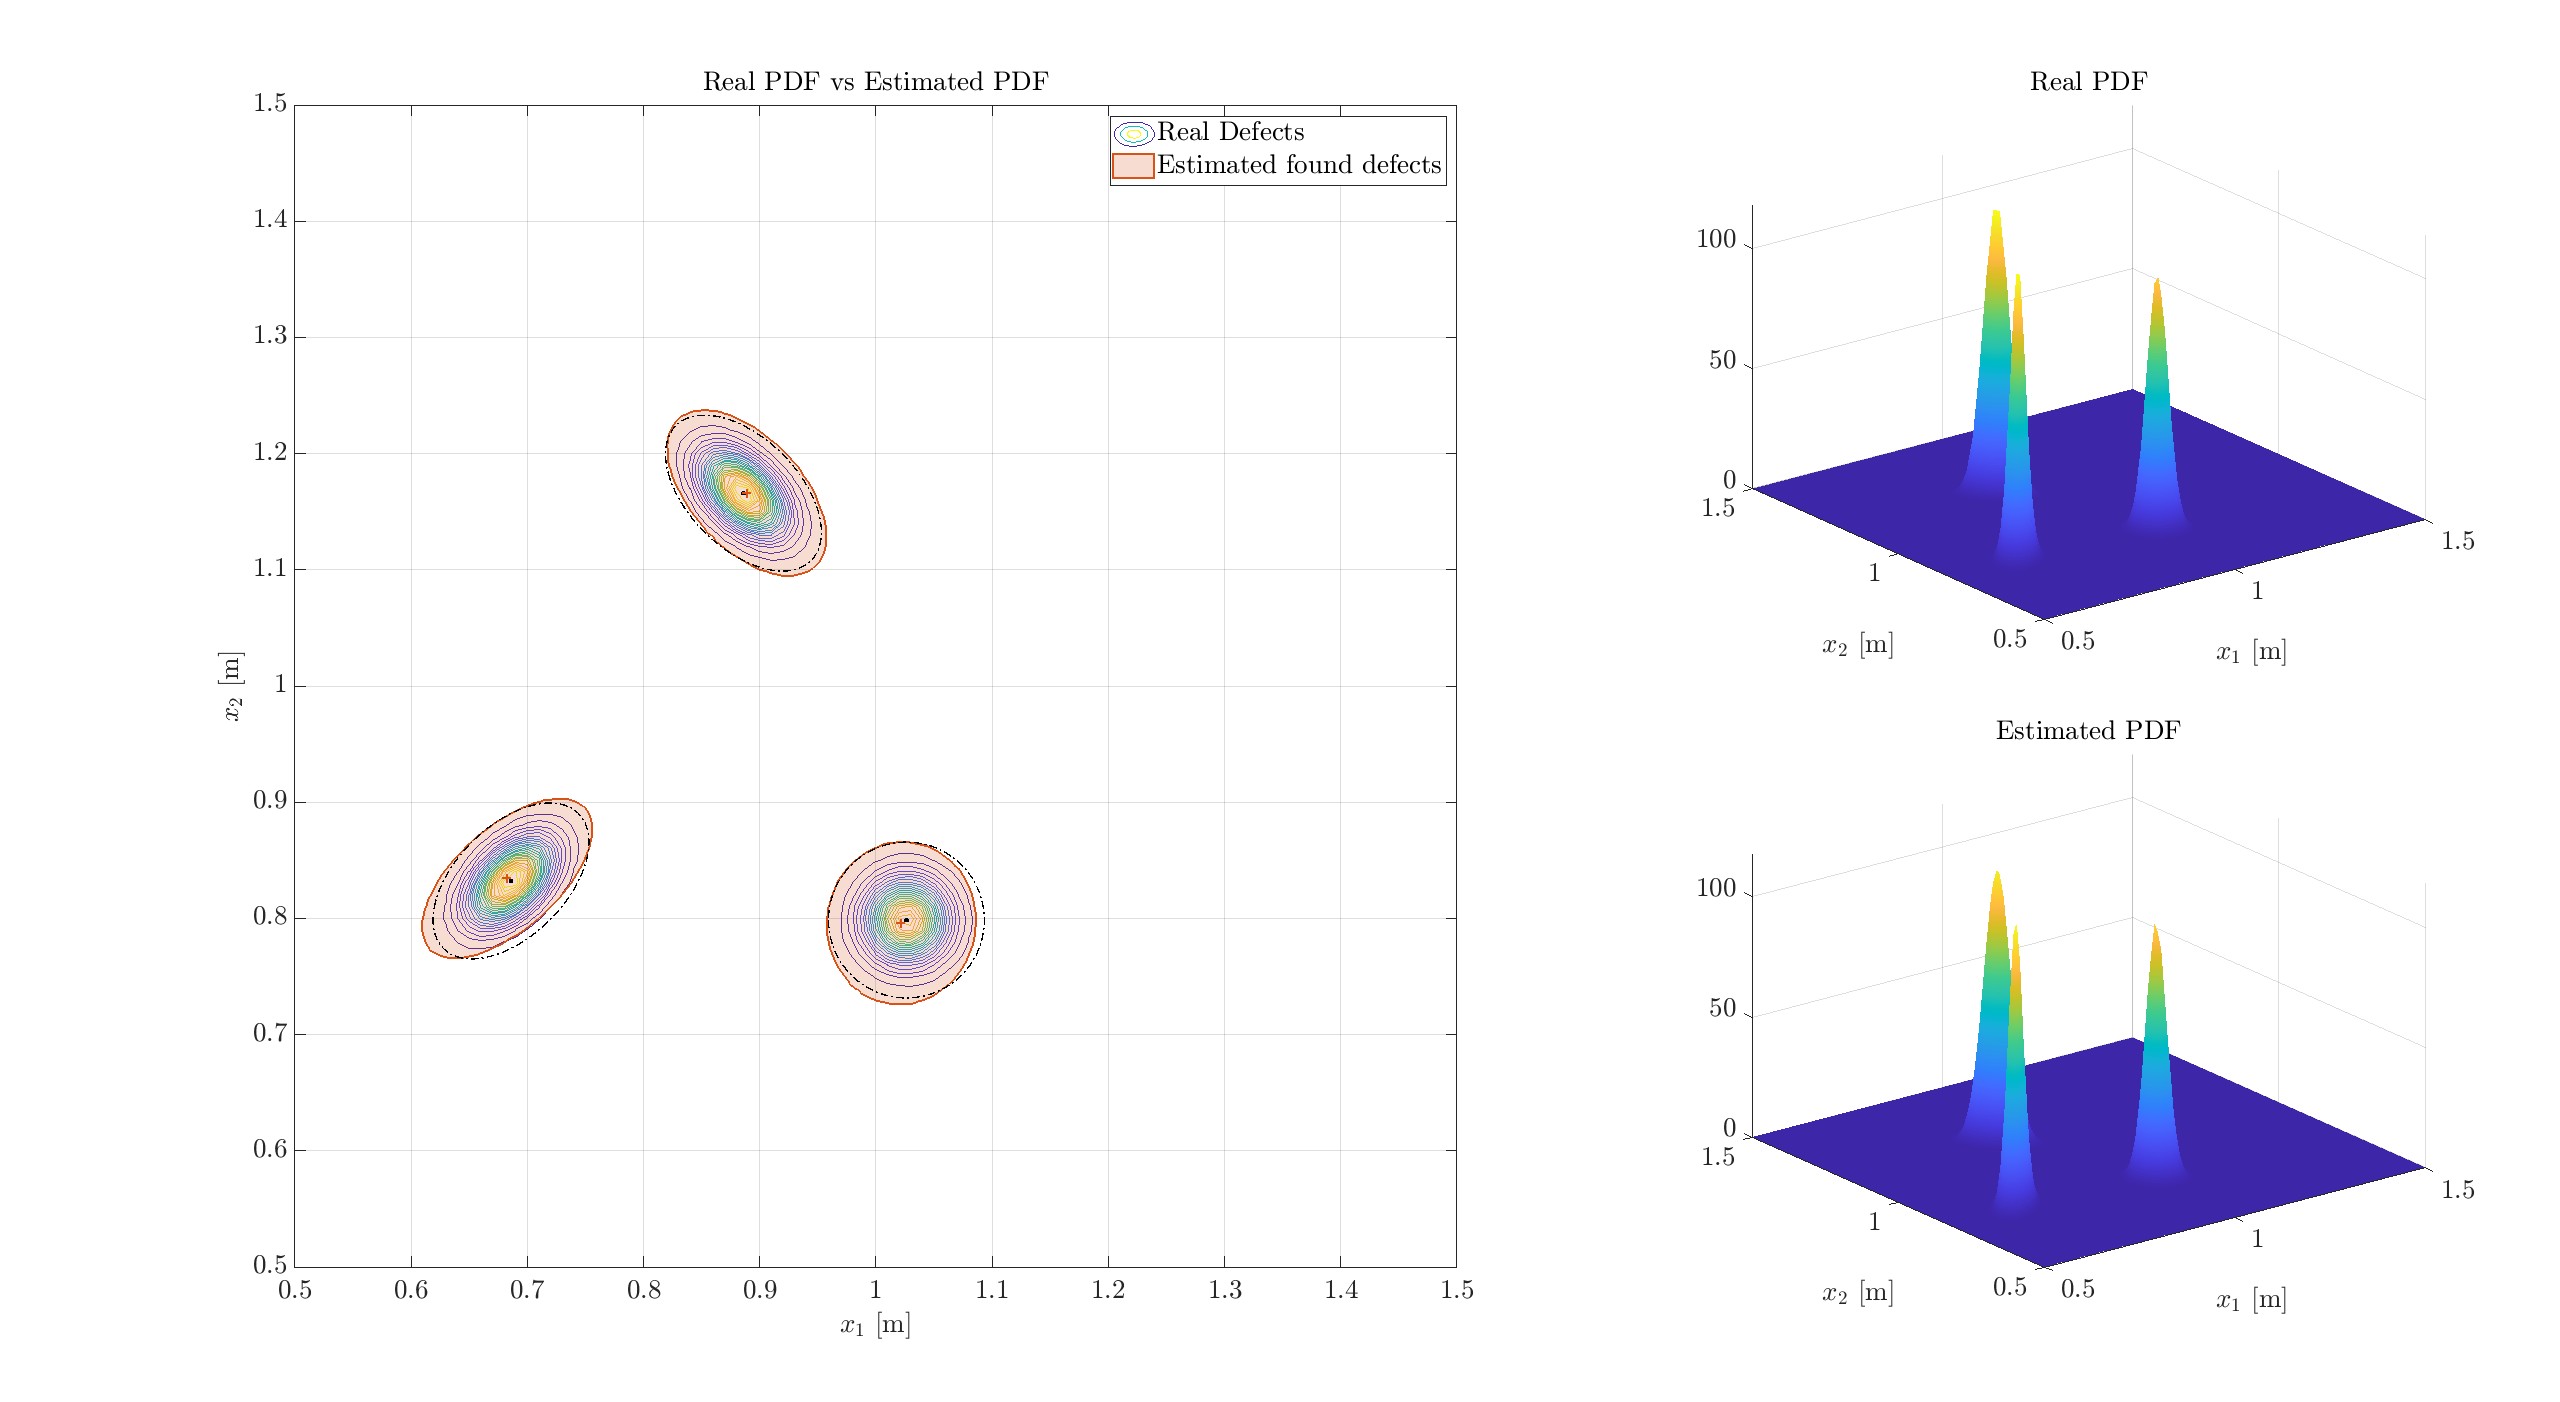 Real PDF vs Estimated PDF
Real Defects
Estimated found defects
1.5
1.4
1.3
1.2
1.1
1
0.9
0.8
0.7
0.6
0.5
x₂ [m]
0.5 0.6 0.7 0.8 0.9 1 1.1 1.2 1.3 1.4 1.5
x₁ [m]
Real PDF
100
50
0
1.5
1
0.5
x₂ [m]
0.5
1
1.5
x₁ [m]
Estimated PDF
100
50
0
1.5
1
0.5
x₂ [m]
0.5
1
1.5
x₁ [m]